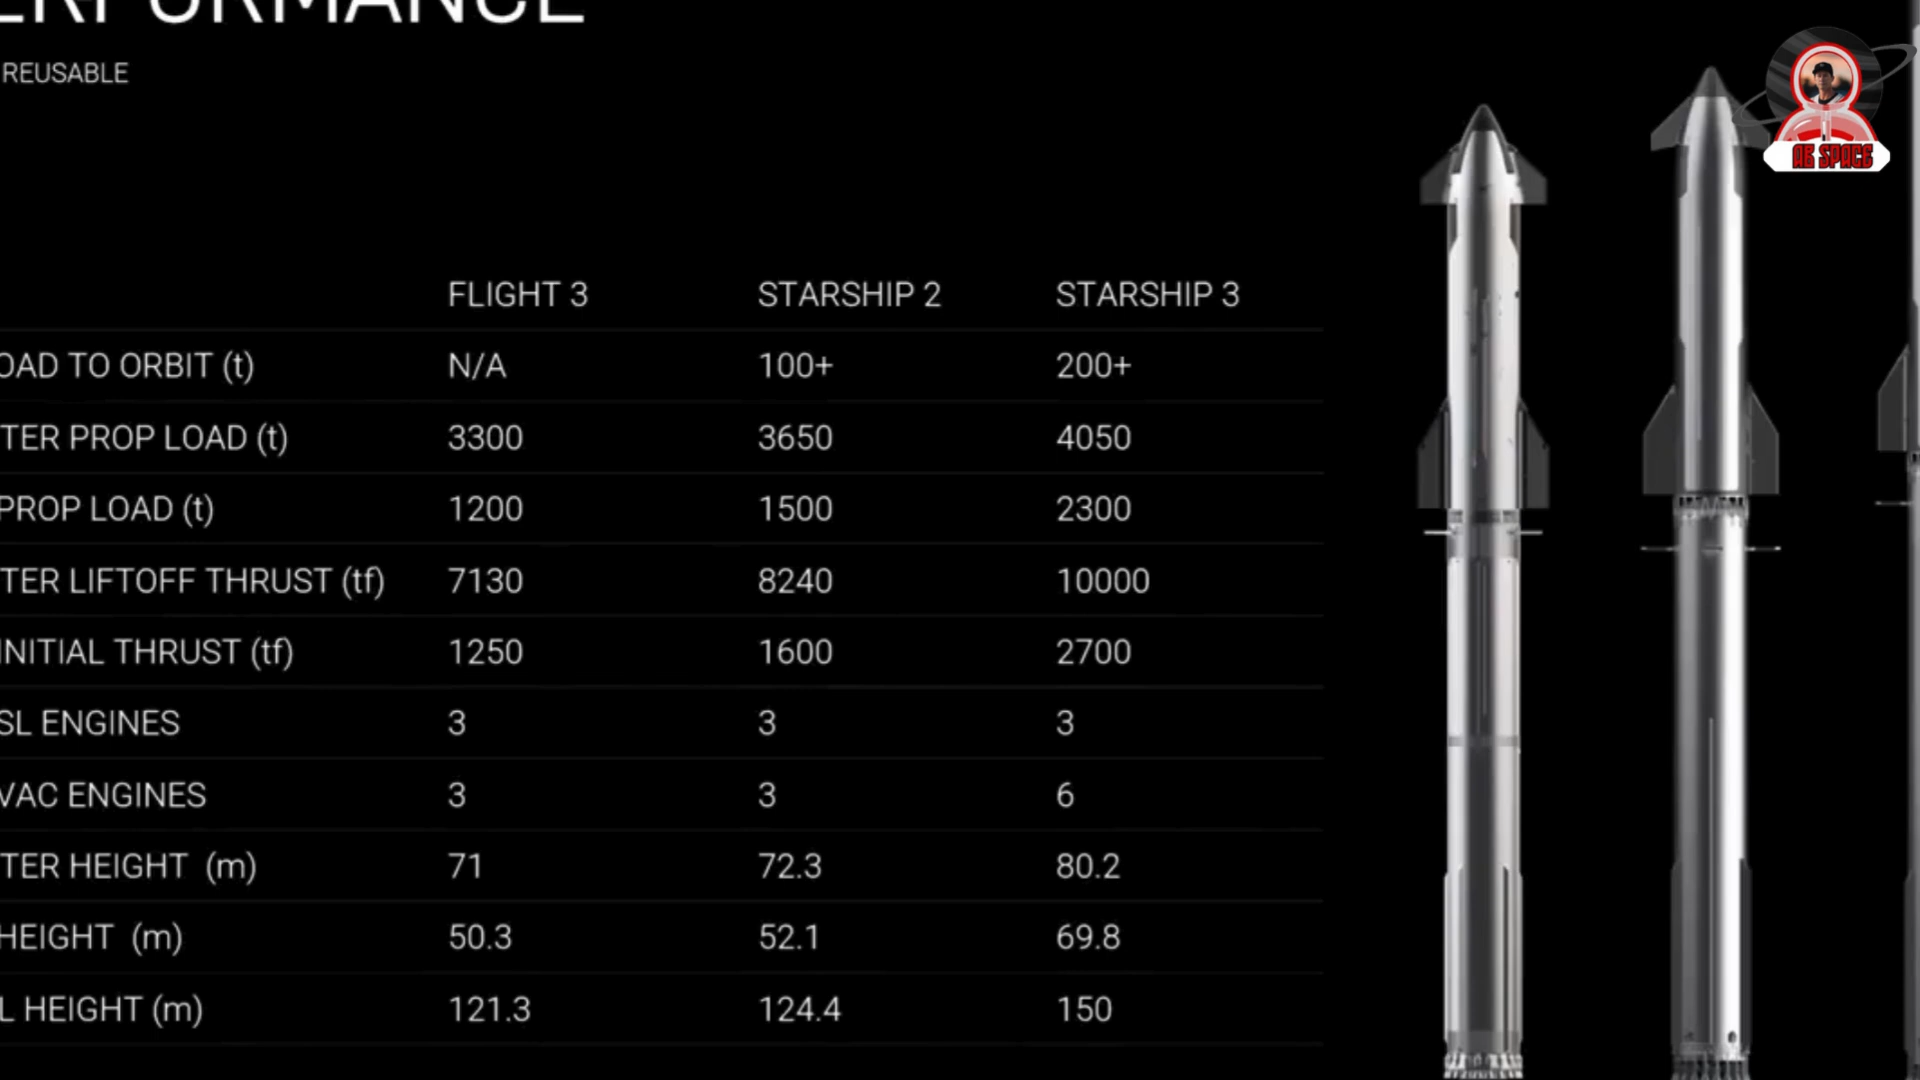 ERFORMANCE
REUSABLE
FLIGHT 3 STARSHIP 2 STARSHIP 3
OAD TO ORBIT (t) N/A 100+ 200+
TER PROP LOAD (t) 3300 3650 4050
PROP LOAD (t) 1200 1500 2300
TER LIFTOFF THRUST (tf) 7130 8240 10000
INITIAL THRUST (tf) 1250 1600 2700
SL ENGINES 3 3 3
VAC ENGINES 3 3 6
TER HEIGHT (m) 71 72.3 80.2
HEIGHT (m) 50.3 52.1 69.8
L HEIGHT (m) 121.3 124.4 150
AB SPACE